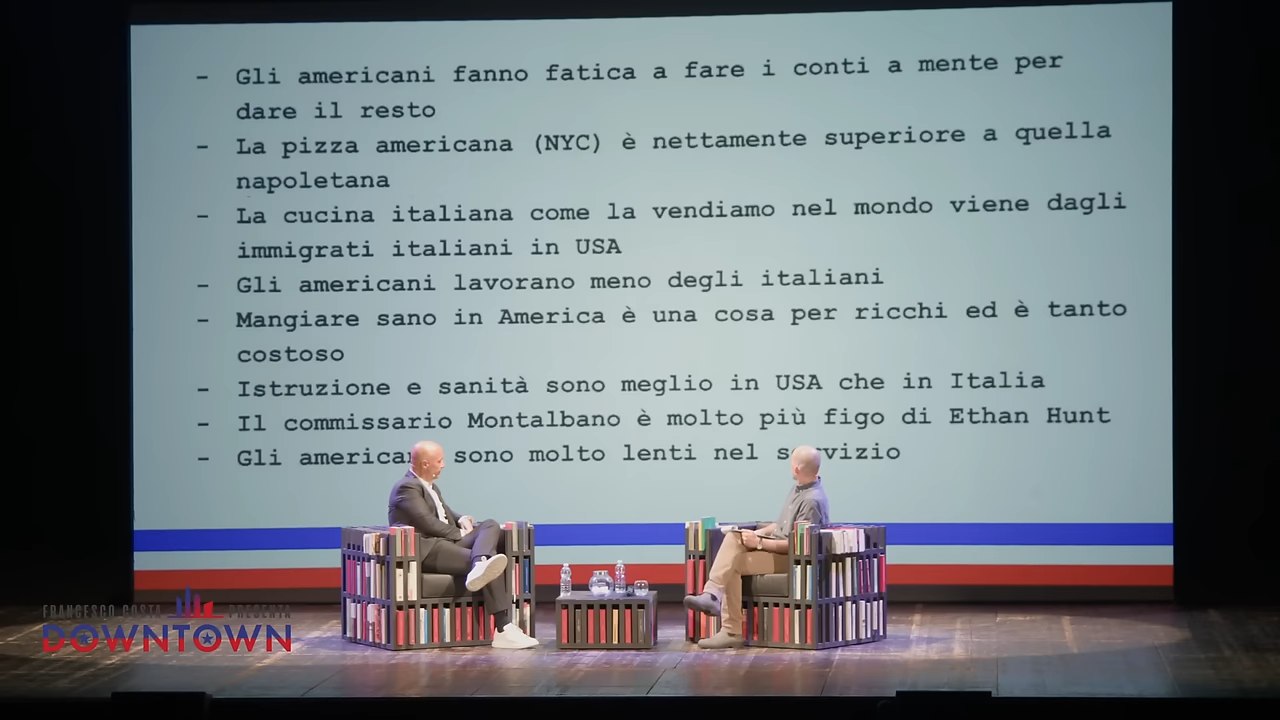 - Gli americani fanno fatica a fare i conti a mente per
dare il resto
- La pizza americana (NYC) è nettamente superiore a quella
napoletana
- La cucina italiana come la vendiamo nel mondo viene dagli
immigrati italiani in USA
- Gli americani lavorano meno degli italiani
- Mangiare sano in America è una cosa per ricchi ed è tanto
costoso
- Istruzione e sanità sono meglio in USA che in Italia
- Il commissario Montalbano è molto più figo di Ethan Hunt
- Gli americani sono molto lenti nel servizio
FRANCESCO COSTA PRESENTA
DOWNTOWN